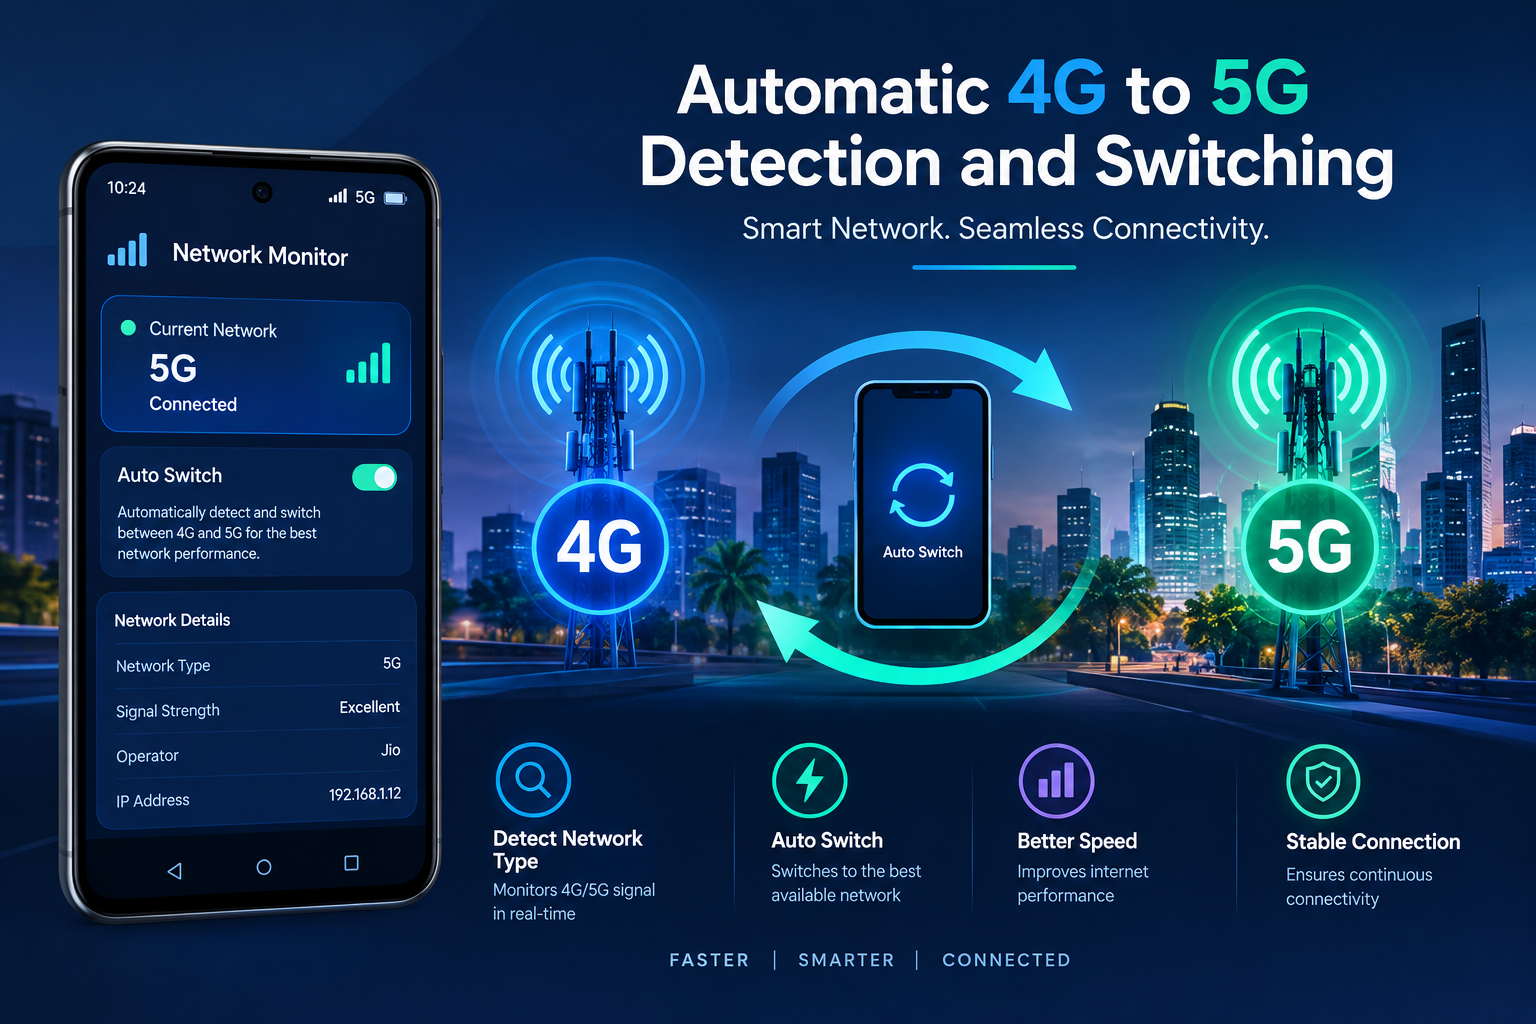 Automatic 4G to 5G
Detection and Switching
Smart Network. Seamless Connectivity.
10:24
5G
Network Monitor
Current Network
5G
Connected
Auto Switch
Automatically detect and switch
between 4G and 5G for the best
network performance.
Network Details
Network Type 5G
Signal Strength Excellent
Operator Jio
IP Address 192.168.1.12
4G
Auto Switch
5G
Detect Network
Type
Monitors 4G/5G signal
in real-time
Auto Switch
Switches to the best
available network
Better Speed
Improves internet
performance
Stable Connection
Ensures continuous
connectivity
FASTER | SMARTER | CONNECTED